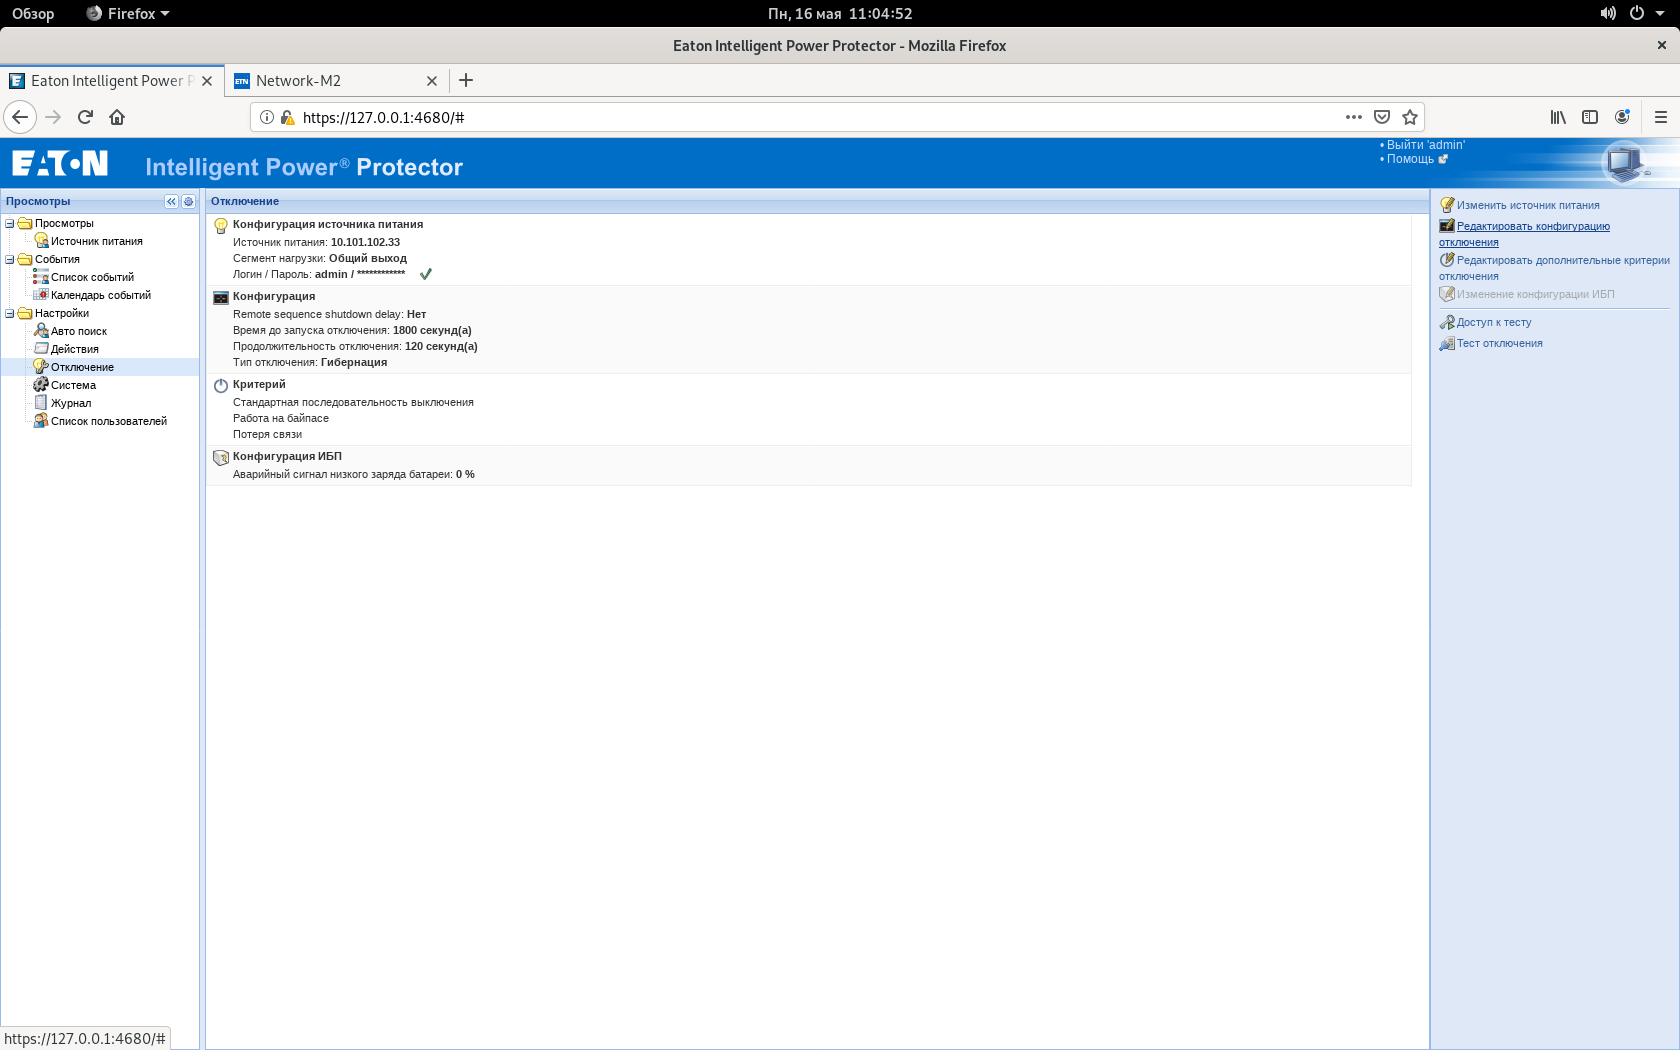 Обзор
Firefox
Пн, 16 мая 11:04:52
Eaton Intelligent Power Protector - Mozilla Firefox
Eaton Intelligent Power P
Network-M2
https://127.0.0.1:4680/#
EATON
Intelligent Power® Protector
• Выйти 'admin'
• Помощь
Просмотры
Просмотры
Источник питания
События
Список событий
Календарь событий
Настройки
Авто поиск
Действия
Отключение
Система
Журнал
Список пользователей
Отключение
Конфигурация источника питания
Источник питания: 10.101.102.33
Сегмент нагрузки: Общий выход
Логин / Пароль: admin / ************
Конфигурация
Remote sequence shutdown delay: Нет
Время до запуска отключения: 1800 секунд(а)
Продолжительность отключения: 120 секунд(а)
Тип отключения: Гибернация
Критерий
Стандартная последовательность выключения
Работа на байпасе
Потеря связи
Конфигурация ИБП
Аварийный сигнал низкого заряда батареи: 0 %
Изменить источник питания
Редактировать конфигурацию
отключения
Редактировать дополнительные критерии
отключения
Изменение конфигурации ИБП
Доступ к тесту
Тест отключения
https://127.0.0.1:4680/#